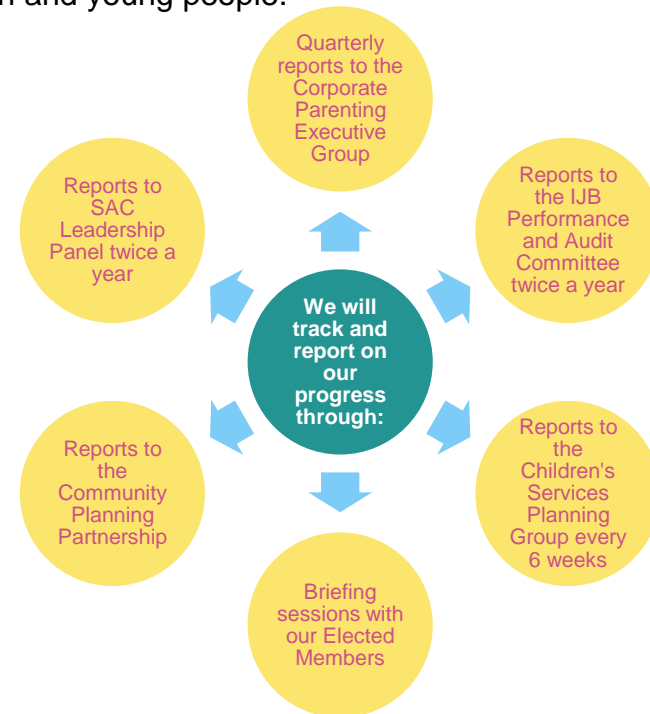 n and young people.
Quarterly
reports to the
Corporate
Parenting
Executive
Group
Reports to
the IJB
Performance
and Audit
Committee
twice a year
Reports to
the
Children's
Services
Planning
Group every
6 weeks
Briefing
sessions with
our Elected
Members
Reports to
the
Community
Planning
Partnership
Reports to
SAC
Leadership
Panel twice a
year
We will
track and
report on
our
progress
through: